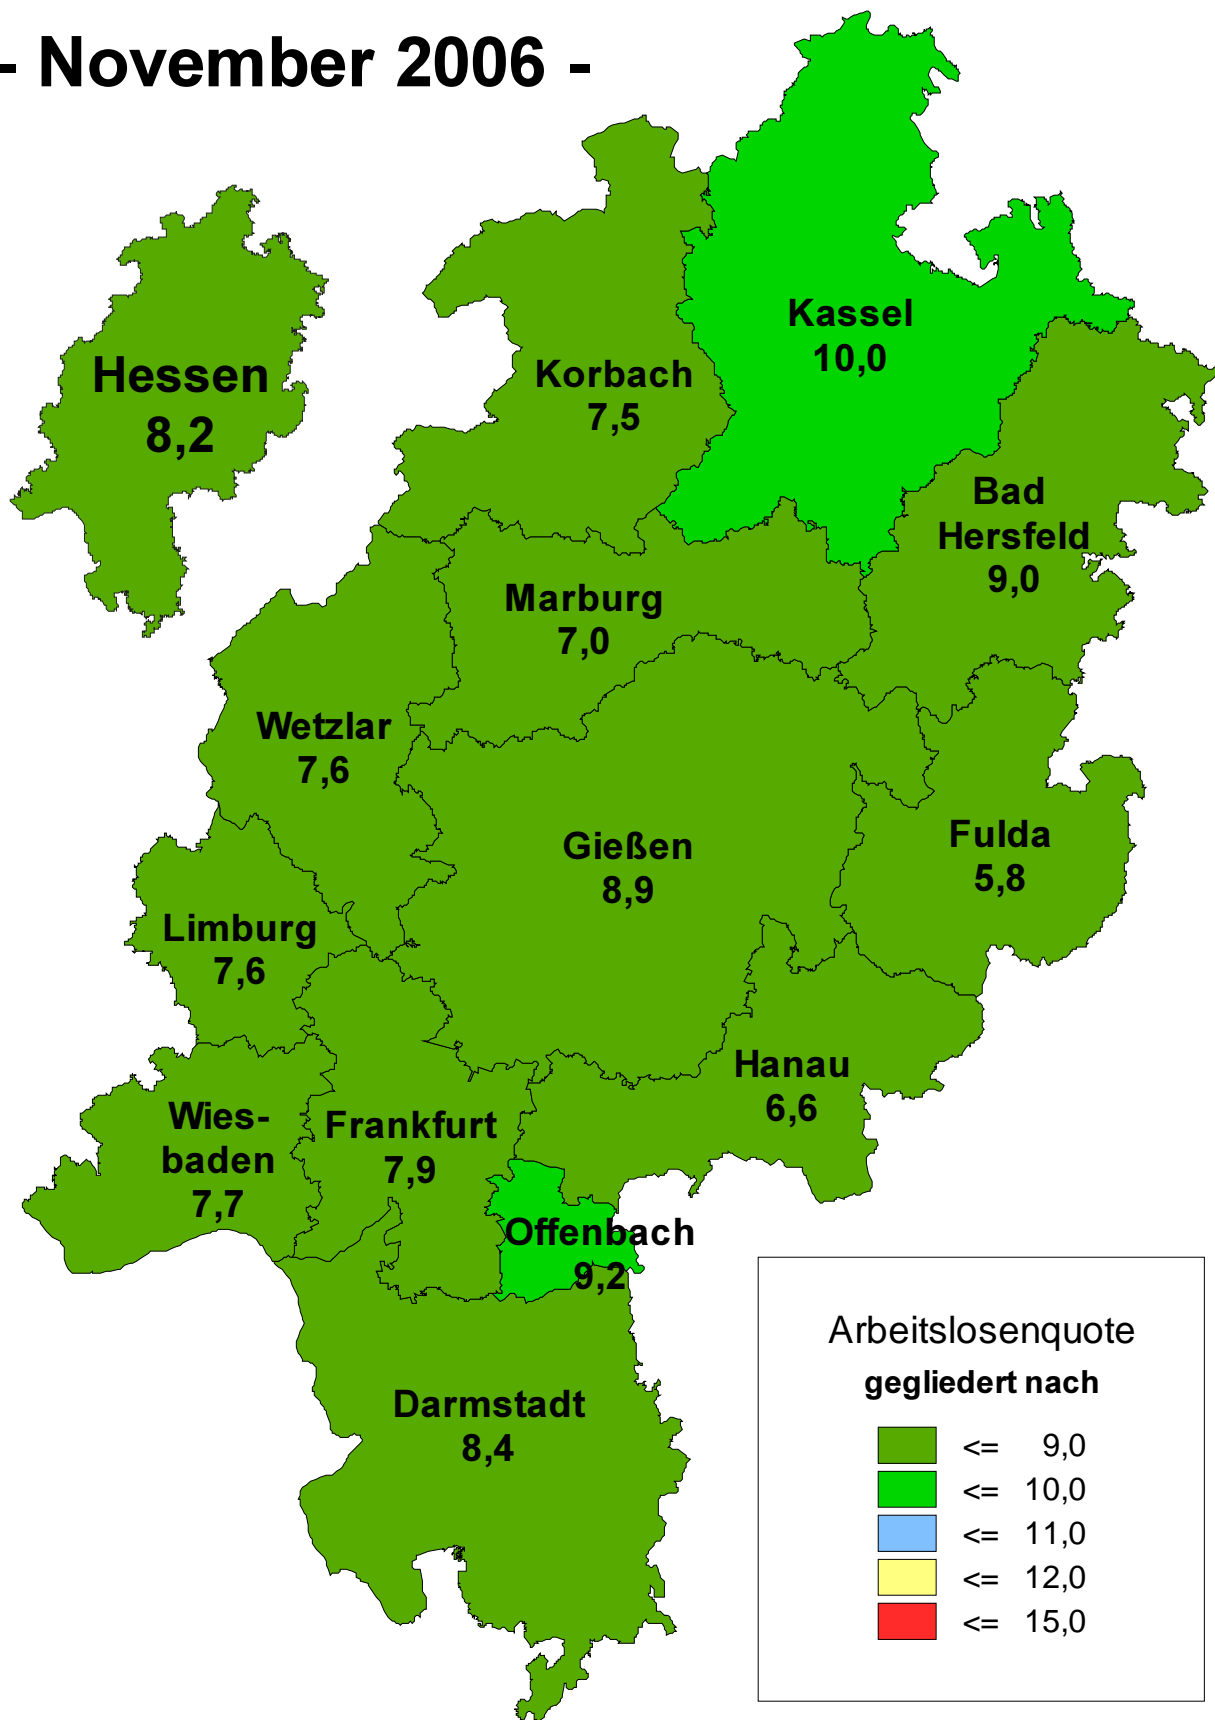 - November 2006 -
Hessen
8,2
Kassel
10,0
Korbach
7,5
Bad
Hersfeld
9,0
Marburg
7,0
Wetzlar
7,6
Gießen
8,9
Fulda
5,8
Limburg
7,6
Hanau
6,6
Wies-
baden
7,7
Frankfurt
7,9
Offenbach
9,2
Darmstadt
8,4
Arbeitslosenquote
gegliedert nach
<= 9,0
<= 10,0
<= 11,0
<= 12,0
<= 15,0